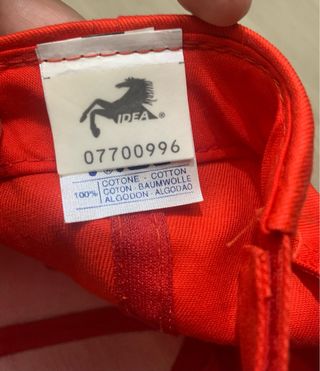 IDEA ®
07700996
100%
COTONE - COTTON
COTON - BAUMWOLLE
ALGODON - ALGODAO